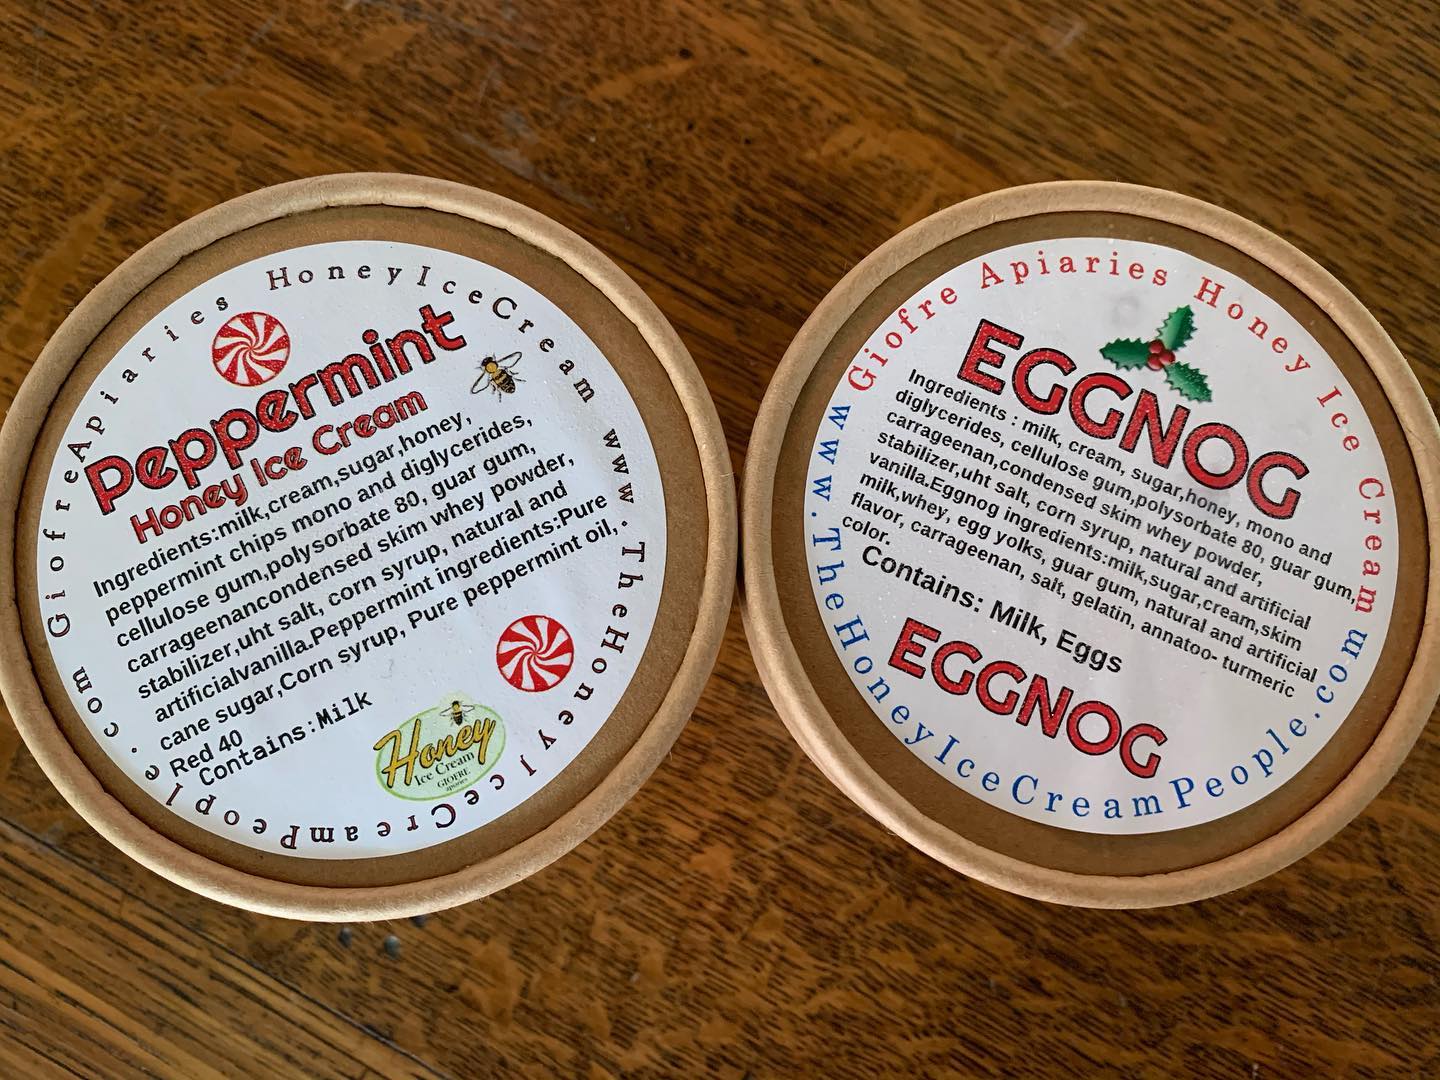 GiofreApiaries HoneyIceCream www.TheHoneyIceCreamPeople.com
Peppermint
Honey Ice Cream
Ingredients:milk,cream,sugar,honey,
peppermint chips mono and diglycerides,
cellulose gum,polysorbate 80, guar gum,
carrageenancondensed skim whey powder,
stabilizer,uht salt, corn syrup, natural and
artificialvanilla.Peppermint ingredients:Pure
cane sugar,Corn syrup, Pure peppermint oil,
Red 40
Contains:Milk
Honey
Ice Cream
GIOFRE
apiaries
Giofre Apiaries Honey Ice Cream
www.TheHoneyIceCreamPeople.com
EGGNOG
Ingredients : milk, cream, sugar,honey, mono and
diglycerides, cellulose gum,polysorbate 80, guar gum,
carrageenan,condensed skim whey powder,
stabilizer,uht salt, corn syrup, natural and artificial
vanilla.Eggnog ingredients:milk,sugar,cream,skim
milk,whey, egg yolks, guar gum, natural and artificial
flavor, carrageenan, salt, gelatin, annatoo- turmeric
color.
Contains: Milk, Eggs
EGGNOG